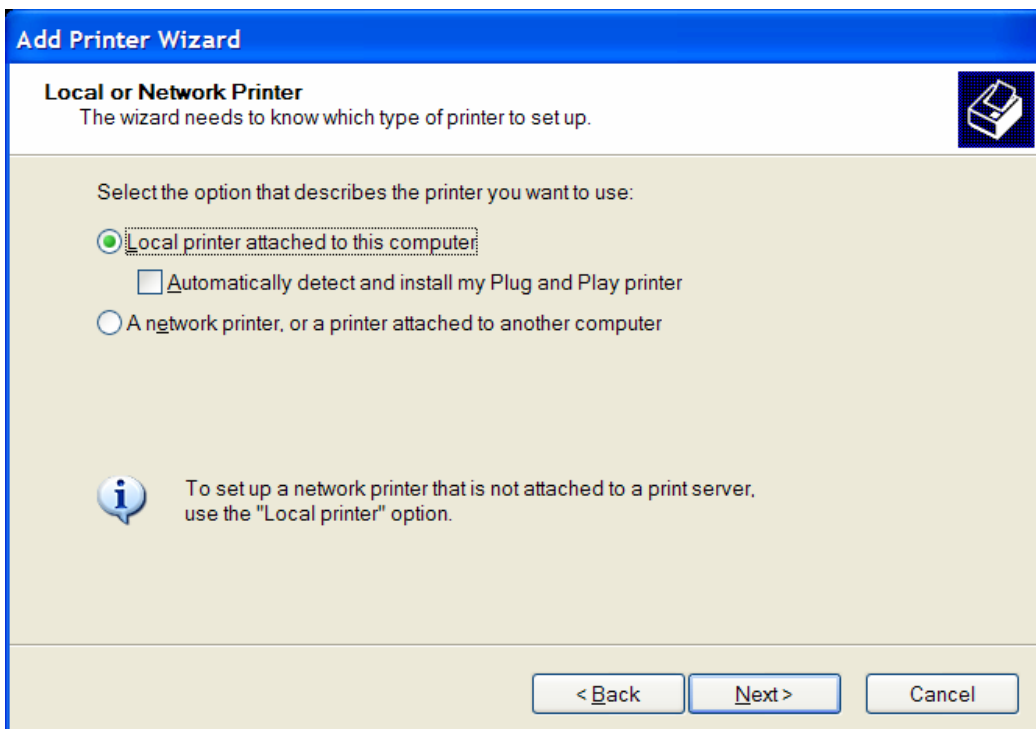 Add Printer Wizard
Local or Network Printer
The wizard needs to know which type of printer to set up.
Select the option that describes the printer you want to use:
Local printer attached to this computer
Automatically detect and install my Plug and Play printer
A network printer, or a printer attached to another computer
To set up a network printer that is not attached to a print server,
use the "Local printer" option.
< Back Next > Cancel